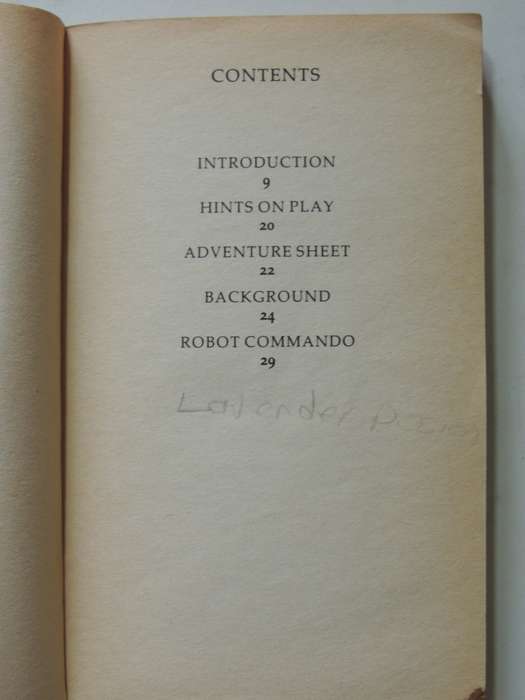 CONTENTS
INTRODUCTION
9
HINTS ON PLAY
20
ADVENTURE SHEET
22
BACKGROUND
24
ROBOT COMMANDO
29
Lavender